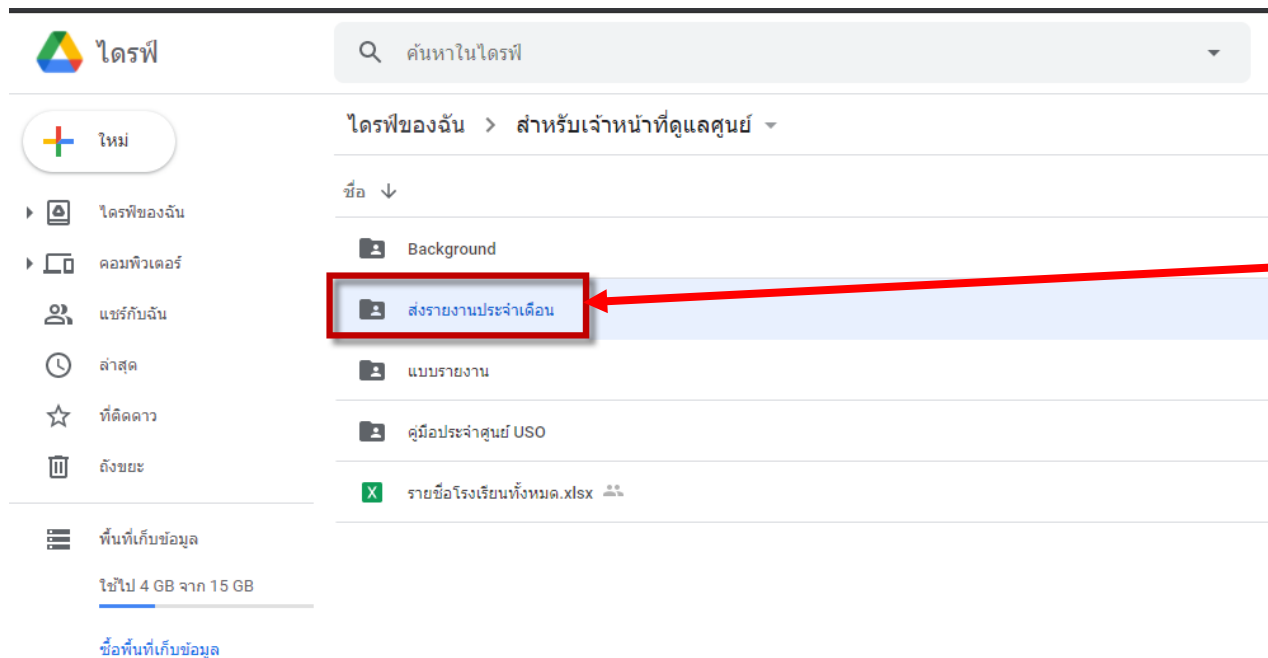 ไดรฟ์
ค้นหาในไดรฟ์
ใหม่
ไดรฟ์ของฉัน > สำหรับเจ้าหน้าที่ดูแลศูนย์
ชื่อ
ไดรฟ์ของฉัน
คอมพิวเตอร์
แชร์กับฉัน
ล่าสุด
ที่ติดดาว
ถังขยะ
พื้นที่เก็บข้อมูล
ใช้ไป 4 GB จาก 15 GB
ซื้อพื้นที่เก็บข้อมูล
Background
ส่งรายงานประจำเดือน
แบบรายงาน
คู่มือประจำศูนย์ USO
รายชื่อโรงเรียนทั้งหมด.xlsx